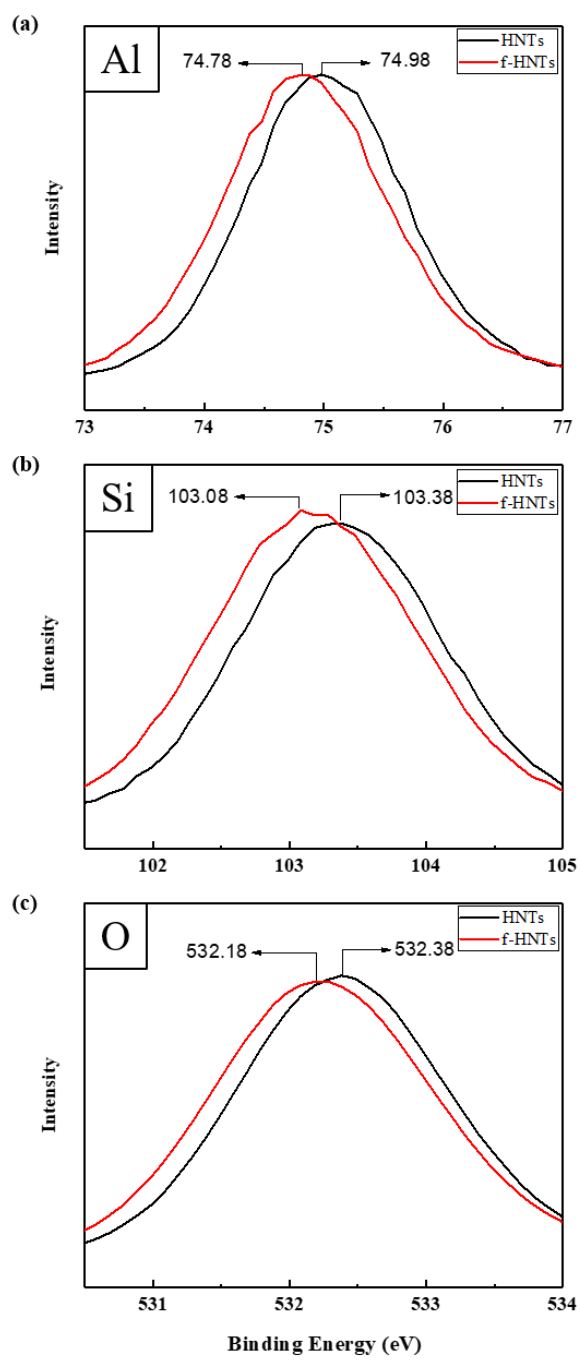 (a)
Al
74.78
74.98
HNTs
f-HNTs
Intensity
73 74 75 76 77
(b)
Si
103.08
103.38
HNTs
f-HNTs
Intensity
102 103 104 105
(c)
O
532.18
532.38
HNTs
f-HNTs
Intensity
531 532 533 534
Binding Energy (eV)